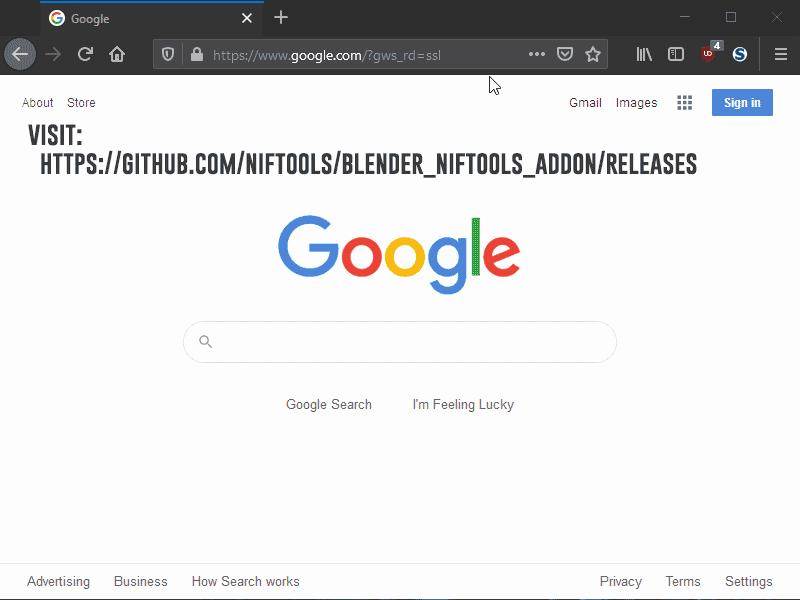 Google
https://www.google.com/?gws_rd=ssl
4
UD
S
About Store
Gmail Images
Sign in
VISIT:
HTTPS://GITHUB.COM/NIFTOOLS/BLENDER_NIFTOOLS_ADDON/RELEASES
Google
Google Search I'm Feeling Lucky
Advertising Business How Search works
Privacy Terms Settings